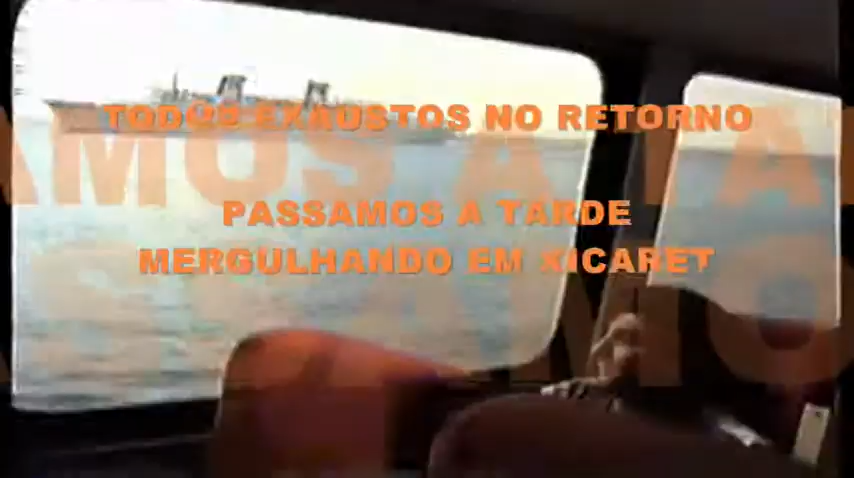 TODOS EXAUSTOS NO RETORNO
PASSAMOS A TARDE
MERGULHANDO EM XICARET